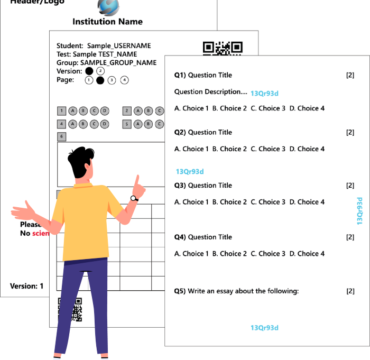 Header/Logo
Institution Name
Student: Sample_USERNAME
Test: Sample TEST_NAME
Group: SAMPLE_GROUP_NAME
Version:
Page:
1 A B C D
4 A B C D
6
Please
No scien
Version: 1
Q1) Question Title [2]
Question Description... 13Qr93d
A. Choice 1 B. Choice 2 C. Choice 3 D. Choice 4
Q2) Question Title [2]
A. Choice 1 B. Choice 2 C. Choice 3 D. Choice 4
13Qr93d
Q3) Question Title [2]
A. Choice 1 B. Choice 2 C. Choice 3 D. Choice 4
13Qr93d
Q4) Question Title [2]
A. Choice 1 B. Choice 2 C. Choice 3 D. Choice 4
Q5) Write an essay about the following: [2]
13Qr93d